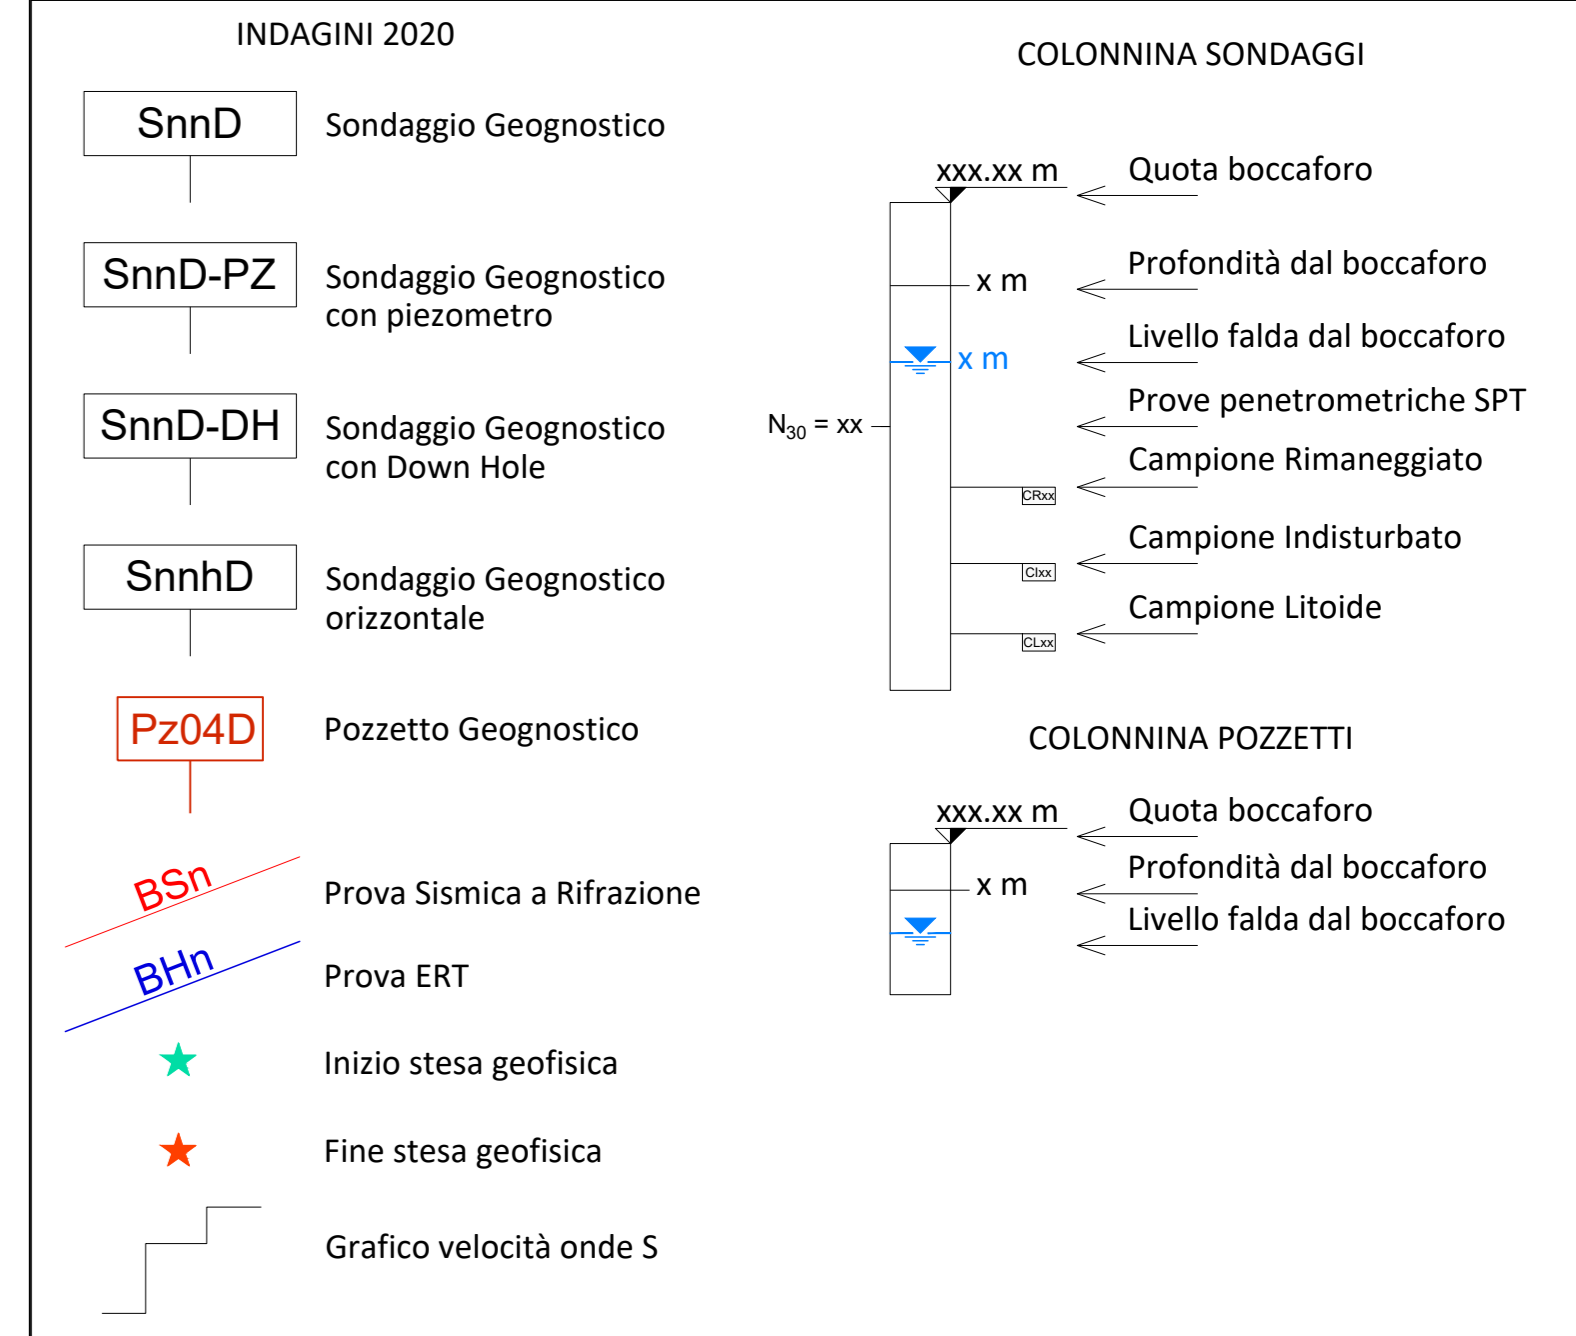 INDAGINI 2020
SnnD
Sondaggio Geognostico
SnnD-PZ
Sondaggio Geognostico
con piezometro
SnnD-DH
Sondaggio Geognostico
con Down Hole
SnnhD
Sondaggio Geognostico
orizzontale
Pz04D
Pozzetto Geognostico
BSn
Prova Sismica a Rifrazione
BHn
Prova ERT
Inizio stesa geofisica
Fine stesa geofisica
Grafico velocità onde S
COLONNINA SONDAGGI
xxx.xx m
Quota boccaforo
x m
Profondità dal boccaforo
x m
Livello falda dal boccaforo
N30 = xx
Prove penetrometriche SPT
CRxx
Campione Rimaneggiato
CIxx
Campione Indisturbato
CLxx
Campione Litoide
COLONNINA POZZETTI
xxx.xx m
Quota boccaforo
x m
Profondità dal boccaforo
Livello falda dal boccaforo